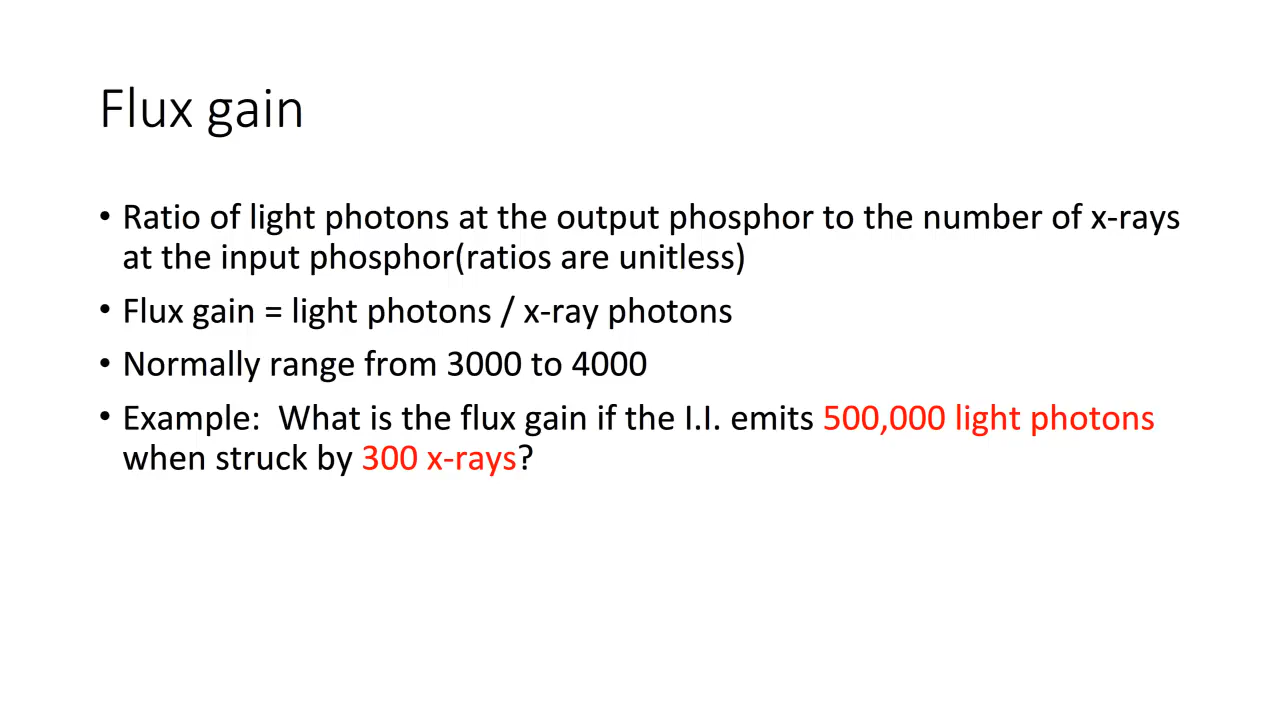 Flux gain
• Ratio of light photons at the output phosphor to the number of x-rays
at the input phosphor(ratios are unitless)
• Flux gain = light photons / x-ray photons
• Normally range from 3000 to 4000
• Example:  What is the flux gain if the I.I. emits 500,000 light photons
when struck by 300 x-rays?